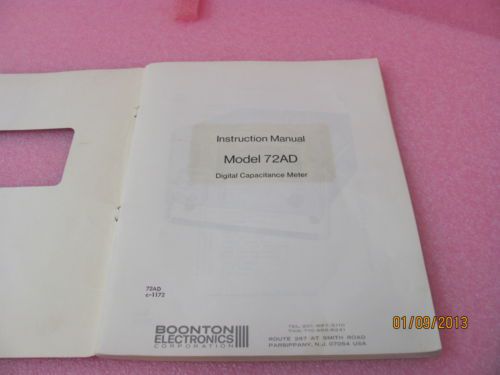 Instruction Manual
Model 72AD
Digital Capacitance Meter
72AD
c-1172
BOONTON
ELECTRONICS
CORPORATION
ROUTE 287 AT SMITH ROAD
PARSIPPANY, N.J. 07054 USA
01/09/2013